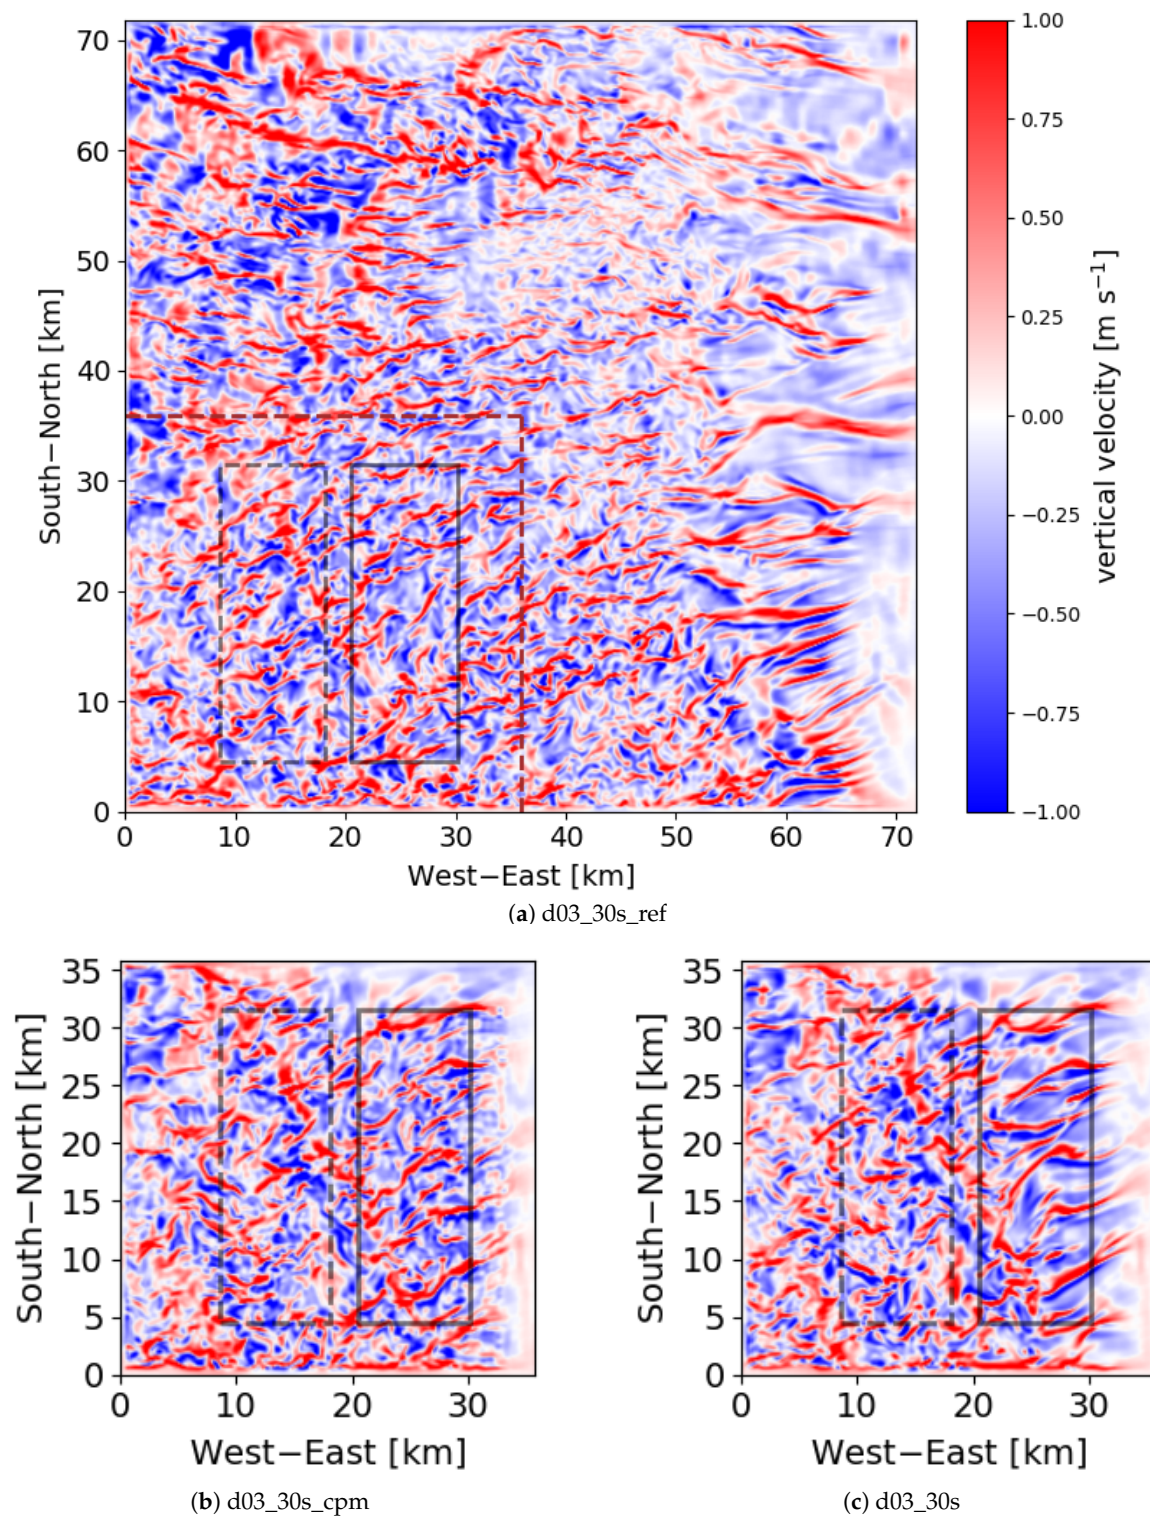 70
60
50
40
30
20
10
0
South−North [km]
0 10 20 30 40 50 60 70
West−East [km]
1.00
0.75
0.50
0.25
0.00
−0.25
−0.50
−0.75
−1.00
vertical velocity [m s⁻¹]
(a) d03_30s_ref
35
30
25
20
15
10
5
0
South−North [km]
0 10 20 30
West−East [km]
(b) d03_30s_cpm
35
30
25
20
15
10
5
0
South−North [km]
0 10 20 30
West−East [km]
(c) d03_30s